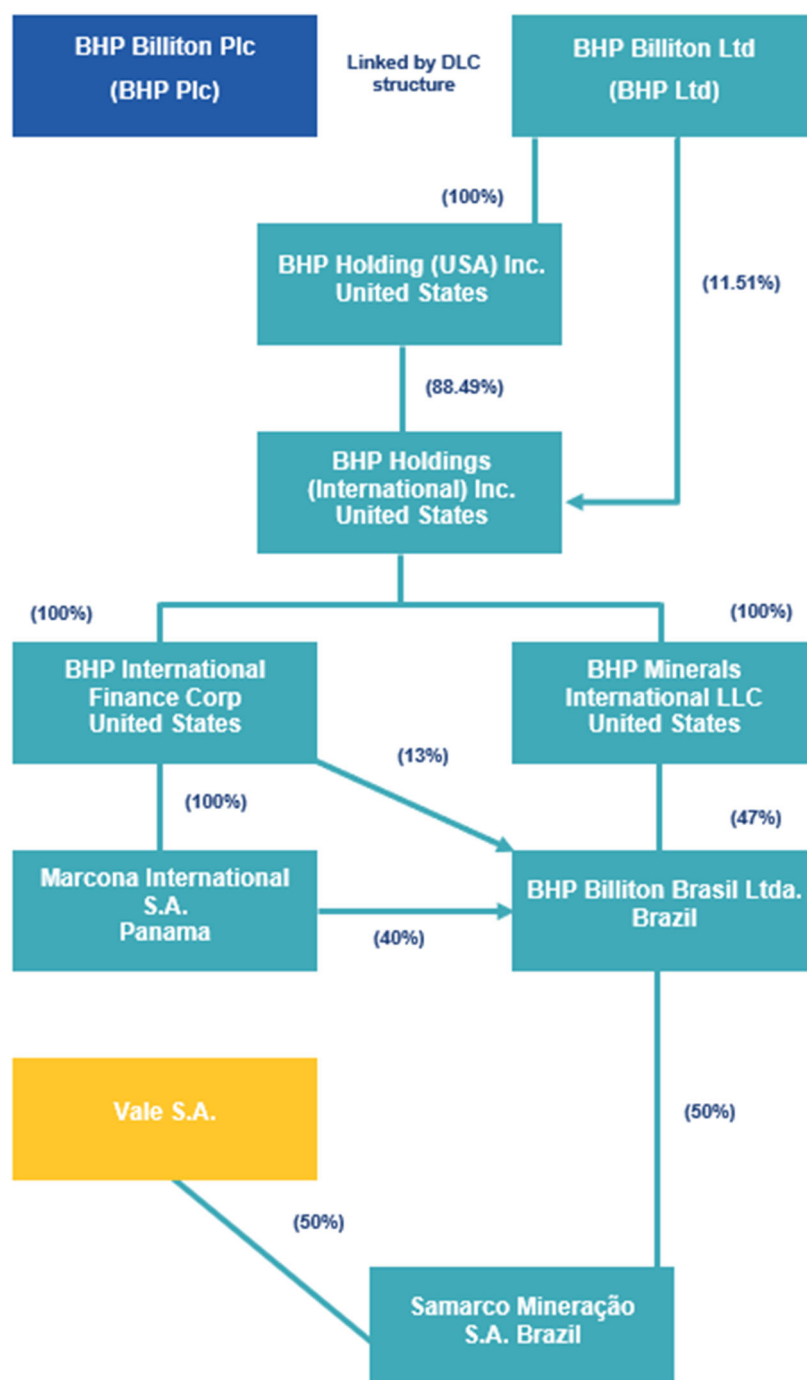 BHP Billiton Plc
(BHP Plc)
Linked by DLC
structure
BHP Billiton Ltd
(BHP Ltd)
(100%)
BHP Holding (USA) Inc.
United States
(11.51%)
(88.49%)
BHP Holdings
(International) Inc.
United States
(100%)
(100%)
BHP International
Finance Corp
United States
BHP Minerals
International LLC
United States
(13%)
(100%)
(47%)
Marcona International
S.A.
Panama
BHP Billiton Brasil Ltda.
Brazil
(40%)
Vale S.A.
(50%)
(50%)
Samarco Mineração
S.A. Brazil